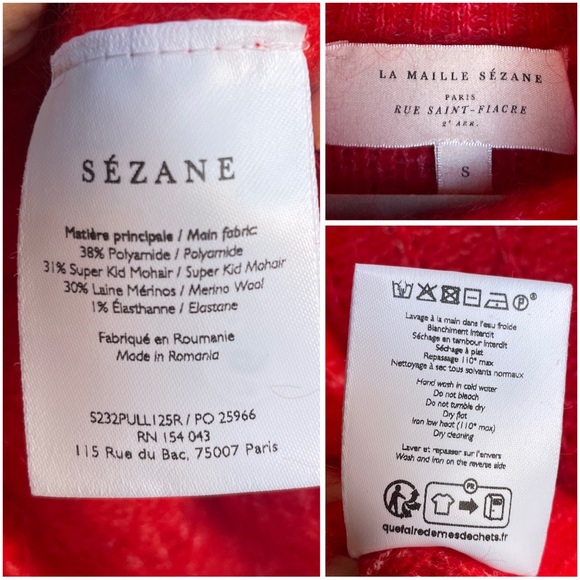 SÉZANE
Matière principale / Main fabric
38% Polyamide / Polyamide
31% Super Kid Mohair / Super Kid Mohair
30% Laine Mérinos / Merino Wool
1% Élasthanne / Elastane
Fabriqué en Roumanie
Made in Romania
S232PULL125R / PO 25966
RN 154 043
115 Rue du Bac, 75007 Paris
LA MAILLE SÉZANE
PARIS
RUE SAINT-FIACRE
2e ARR.
S
P®
Lavage à la main dans l'eau froide
Blanchiment interdit
Séchage en tambour interdit
Séchage à plat
Repassage 110° max
Nettoyage à sec tous solvants normaux
Hand wash in cold water
Do not bleach
Do not tumble dry
Dry flat
Iron low heat (110° max)
Dry cleaning
Laver et repasser sur l'envers
Wash and iron on the reverse side
FR
quefairedemesdechets.fr